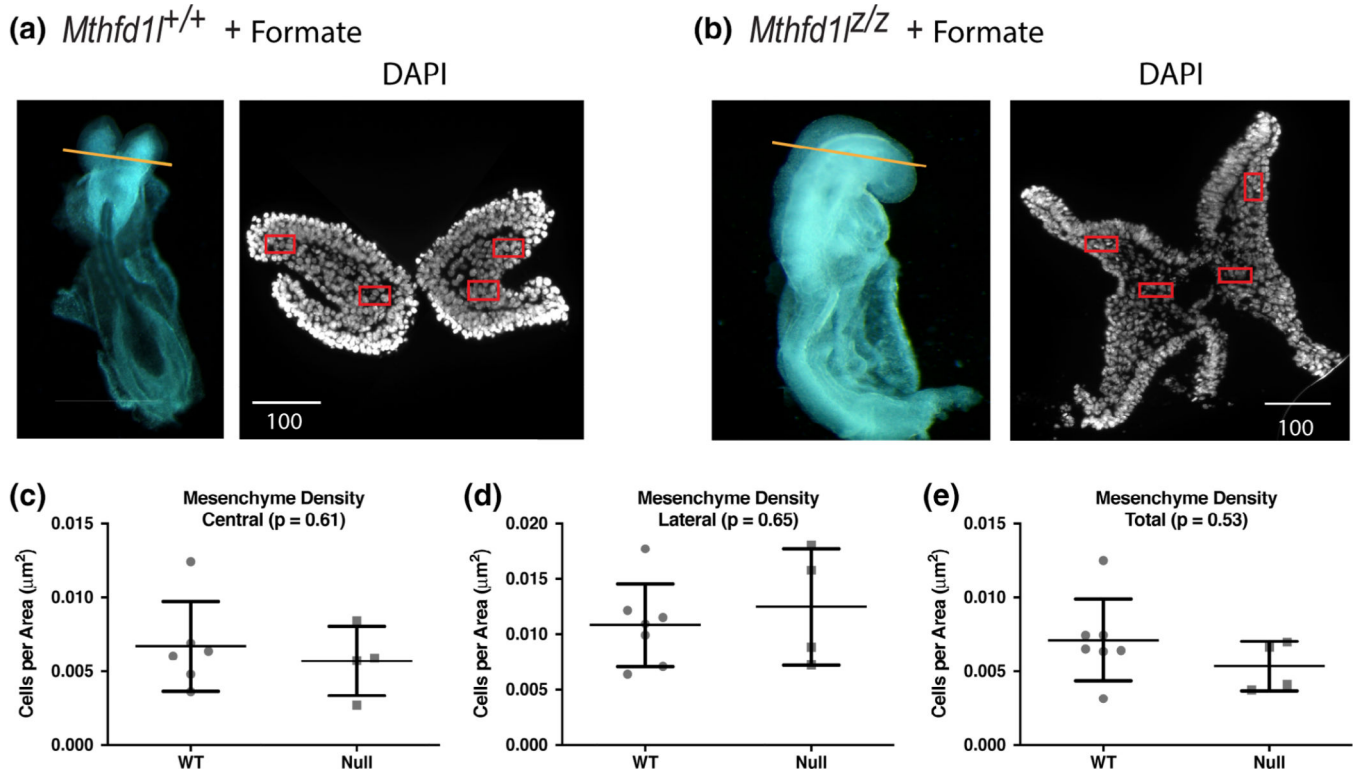 (a) Mthfd1l+/+ + Formate
DAPI
100
(b) Mthfd1lz/z + Formate
DAPI
100
(c)
Mesenchyme Density
Central (p = 0.61)
Cells per Area (μm2)
0.015
0.010
0.005
0.000
WT Null
(d)
Mesenchyme Density
Lateral (p = 0.65)
Cells per Area (μm2)
0.020
0.015
0.010
0.005
0.000
WT Null
(e)
Mesenchyme Density
Total (p = 0.53)
Cells per Area (μm2)
0.015
0.010
0.005
0.000
WT Null